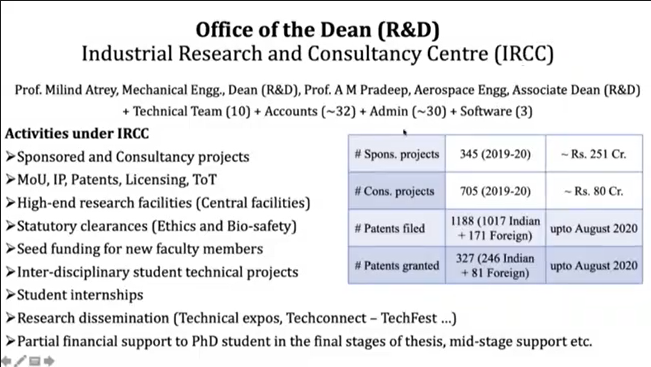 Office of the Dean (R&D)
Industrial Research and Consultancy Centre (IRCC)
Prof. Milind Atrey, Mechanical Engg., Dean (R&D), Prof. A M Pradeep, Aerospace Engg, Associate Dean (R&D)
+ Technical Team (10) + Accounts (~32) + Admin (~30) + Software (3)
Activities under IRCC
➢Sponsored and Consultancy projects
➢MoU, IP, Patents, Licensing, ToT
➢High-end research facilities (Central facilities)
➢Statutory clearances (Ethics and Bio-safety)
➢Seed funding for new faculty members
➢Inter-disciplinary student technical projects
➢Student internships
➢Research dissemination (Technical expos, Techconnect – TechFest ...)
➢Partial financial support to PhD student in the final stages of thesis, mid-stage support etc.
# Spons. projects 345 (2019-20) ~ Rs. 251 Cr.
# Cons. projects 705 (2019-20) ~ Rs. 80 Cr.
# Patents filed 1188 (1017 Indian + 171 Foreign) upto August 2020
# Patents granted 327 (246 Indian + 81 Foreign) upto August 2020